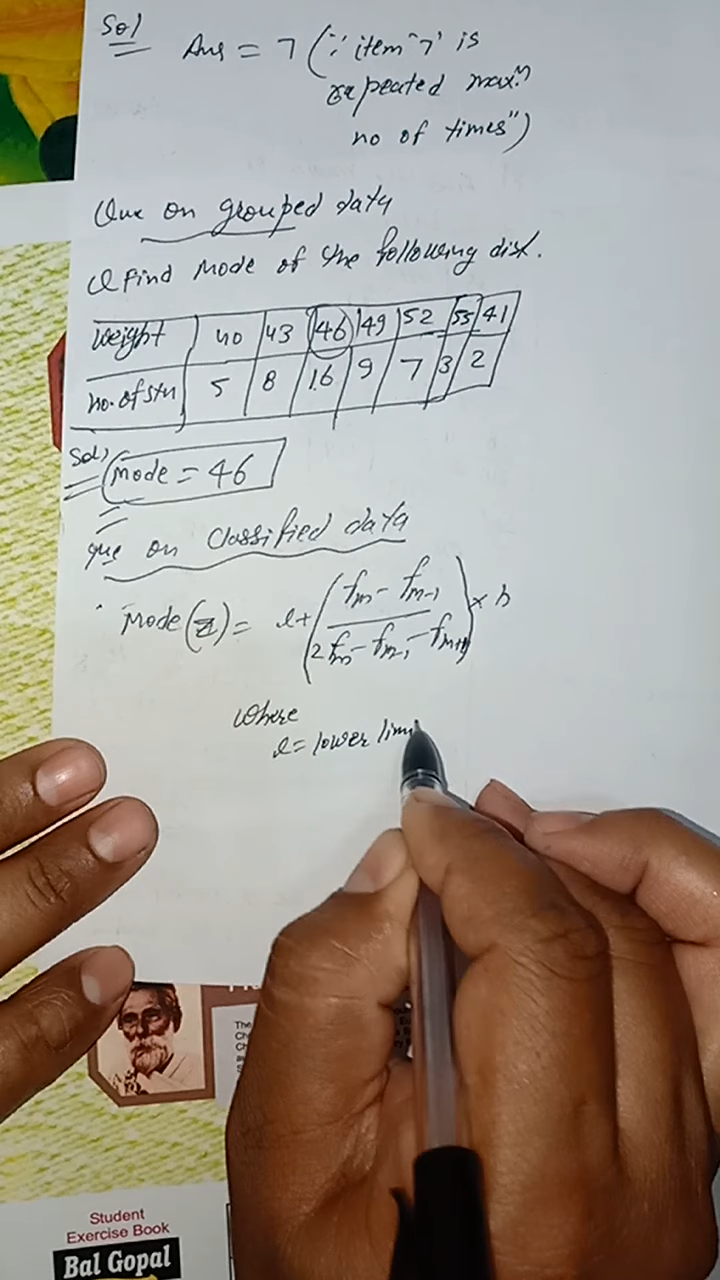 Sol
Ans = 7 (∵ item "7" is
repeated max^m
no of times")
Que on grouped data
Q Find Mode of the following dist.
Weight 40 43 46 49 52 55 41
no. of stu 5 8 16 9 7 3 2
Sol,
Mode = 46
que on Classified data
Mode (Z) = l + (fm - fm-1 / 2fm - fm-1 - fm+1) × h
Where
l = lower limi
The
Student
Exercise Book
Bal Gopal